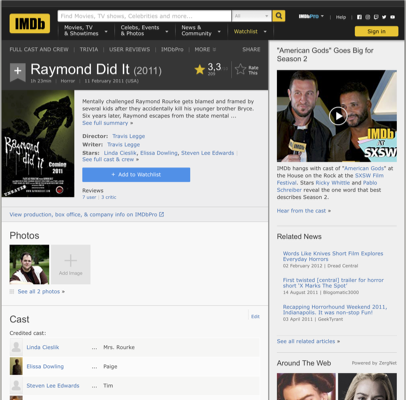 IMDb
Find Movies, TV shows, Celebrities and more...
All
IMDbPro
Help
Movies, TV & Showtimes
Celebs, Events & Photos
News & Community
Watchlist
Sign in
FULL CAST AND CREW | TRIVIA | USER REVIEWS | IMDbPro | MORE
SHARE
Raymond Did It (2011)
3,3
Rate This
1h 23min | Horror | 11 February 2011 (USA)
Mentally challenged Raymond Rourke gets blamed and framed by
several kids after they accidentally kill his younger brother Bryce.
Six years later, Raymond escapes from the state mental ...
See full summary »
Director: Travis Legge
Writer: Travis Legge
Stars: Linda Cieslik, Elissa Dowling, Steven Lee Edwards |
See full cast & crew »
+ Add to Watchlist
Reviews
7 user | 3 critic
Raymond did it
Coming
2011
View production, box office, & company info on IMDbPro
Photos
Add Image
See all 2 photos »
Cast
Edit
Credited cast:
Linda Cieslik ... Mrs. Rourke
Elissa Dowling ... Paige
Steven Lee Edwards ... Tim
"American Gods" Goes Big for
Season 2
IMDb
AT
SXSW
IMDb hangs with cast of "American Gods" at
the House on the Rock at the SXSW Film
Festival. Stars Ricky Whittle and Pablo
Schreiber reveal the one word that best
describes Season 2.
Hear from the cast »
Related News
Words Like Knives Short Film Explores
Everyday Horrors
02 February 2012 | Dread Central
First twisted [central] trailer for horror
short 'X Marks The Spot'
14 August 2011 | Blogomatic3000
Recapping Horrorhound Weekend 2011,
Indianapolis. It was non-stop Fun!
03 April 2011 | GeekTyrant
See all related articles »
Around The Web
Powered by ZergNet